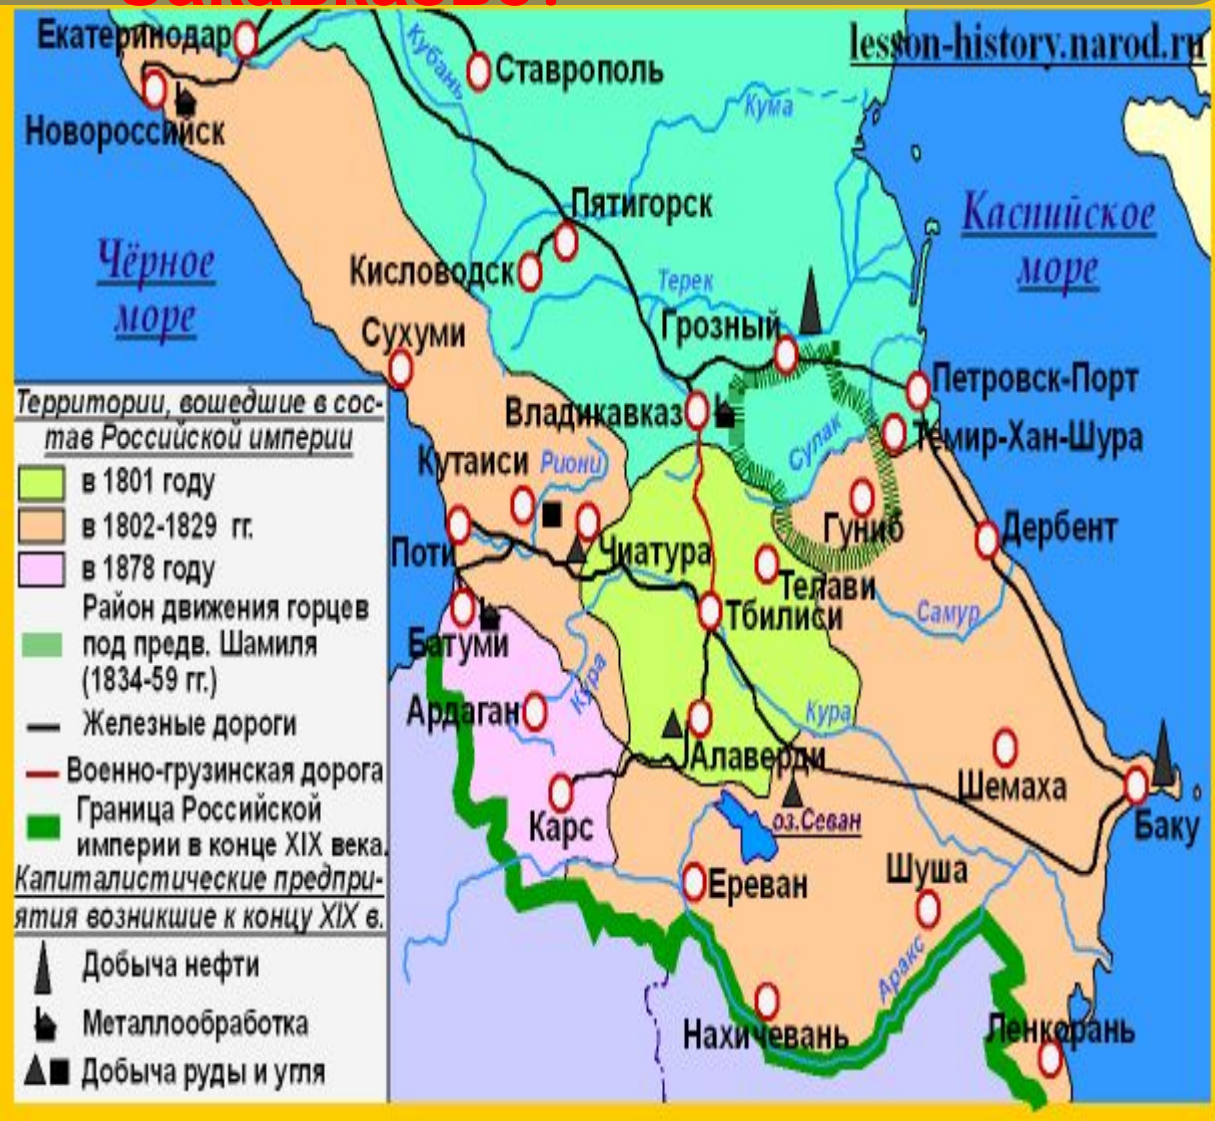 Екатеринодар
Кубань
Ставрополь
lesson-history.narod.ru
Новороссийск
Кума
Пятигорск
Каспийское
море
Чёрное
море
Кисловодск
Терек
Сухуми
Грозный
Петровск-Порт
Владикавказ
Темир-Хан-Шура
Сулак
Кутаиси
Риони
Гуниб
Дербент
Поти
Чиатура
Телави
Самур
Тбилиси
Батуми
Кура
Ардаган
Кура
Алаверди
Шемаха
Карс
оз.Севан
Баку
Ереван
Шуша
Аракс
Нахичевань
Ленкорань
Территории, вошедшие в сос-
тав Российской империи
в 1801 году
в 1802-1829 гг.
в 1878 году
Район движения горцев
под предв. Шамиля
(1834-59 гг.)
Железные дороги
Военно-грузинская дорога
Граница Российской
империи в конце XIX века.
Капиталистические предпри-
ятия возникшие к концу XIX в.
Добыча нефти
Металлообработка
Добыча руды и угля